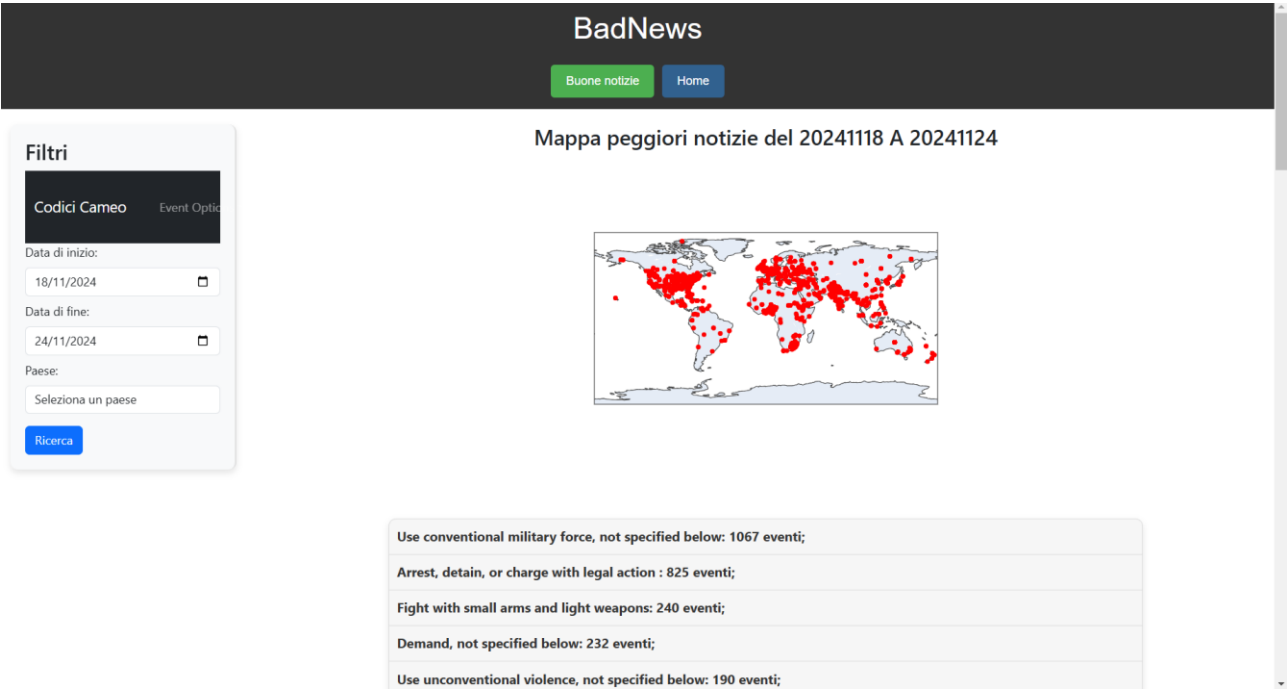 BadNews
Buone notizie Home
Filtri
Codici Cameo Event Optio
Data di inizio:
18/11/2024
Data di fine:
24/11/2024
Paese:
Seleziona un paese
Ricerca
Mappa peggiori notizie del 20241118 A 20241124
Use conventional military force, not specified below: 1067 eventi;
Arrest, detain, or charge with legal action : 825 eventi;
Fight with small arms and light weapons: 240 eventi;
Demand, not specified below: 232 eventi;
Use unconventional violence, not specified below: 190 eventi;